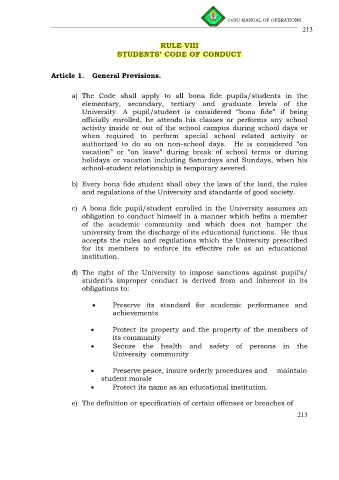 CvSU MANUAL OF OPERATIONS
213
RULE VIII
STUDENTS' CODE OF CONDUCT
Article 1. General Provisions.
a) The Code shall apply to all bona fide pupils/students in the
elementary, secondary, tertiary and graduate levels of the
University. A pupil/student is considered "bona fide" if being
officially enrolled, he attends his classes or performs any school
activity inside or out of the school campus during school days or
when required to perform special related activity or
authorized to do so on non-school days. He is considered "on
vacation" or "on leave" during break of school terms or during
holidays or vacation including Saturdays and Sundays, when his
school-student relationship is temporary severed.
b) Every bona fide student shall obey the laws of the land, the rules
and regulations of the University and standards of good society.
c) A bona fide pupil/student enrolled in the University assumes an
obligation to conduct himself in a manner which befits a member
of the academic community and which does not hamper the
university from the discharge of its educational functions. He thus
accepts the rules and regulations which the University prescribed
for its members to enforce its effective role as an educational
institution.
d) The right of the University to impose sanctions against pupil's/
student's improper conduct is derived from and inherent in its
obligations to:
• Preserve its standard for academic performance and
achievements
• Protect its property and the property of the members of
its community
• Secure the health and safety of persons in the
University community
• Preserve peace, insure orderly procedures and maintain
student morale
• Protect its name as an educational institution.
e) The definition or specification of certain offenses or breaches of
213